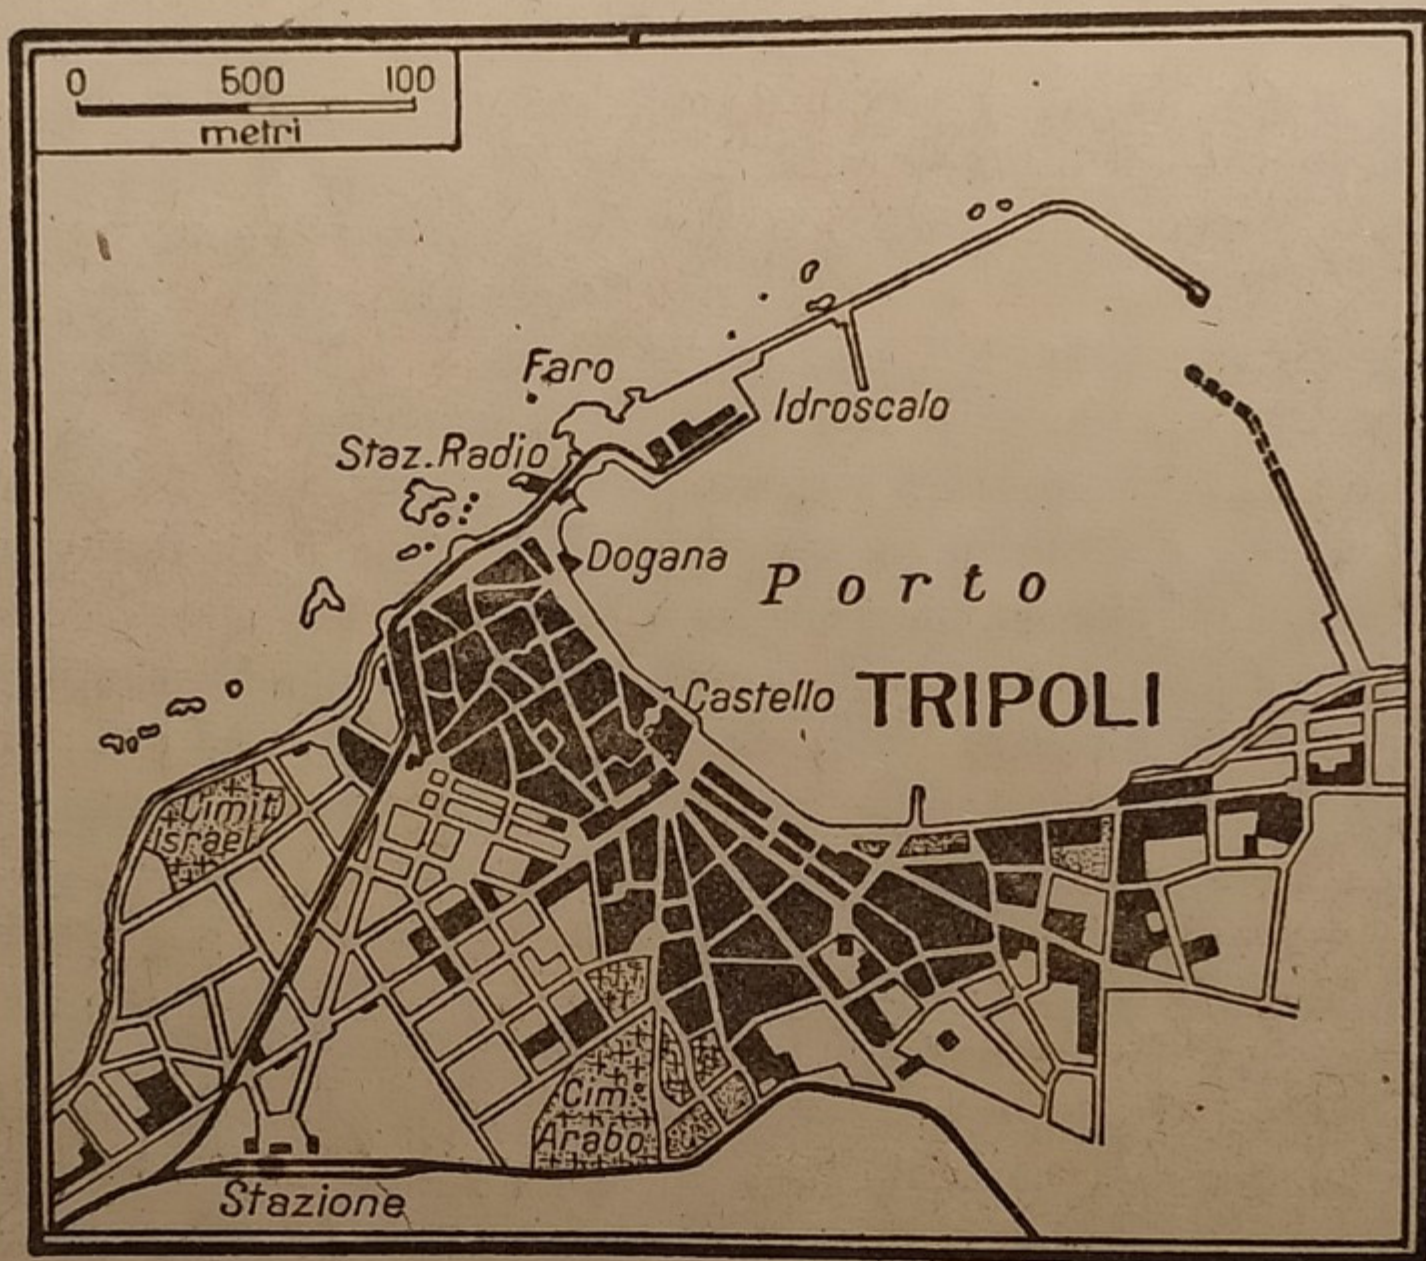 0 500 100
metri
Faro
Idroscalo
Staz.Radio
Dogana
Porto
Castello
TRIPOLI
Cimit.
Israel.
Cim.
Arabo
Stazione